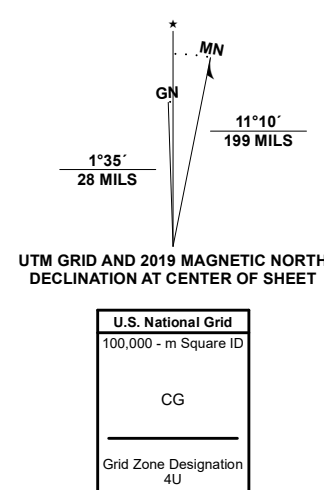 ★
MN
GN
11°10´
199 MILS
1°35´
28 MILS
UTM GRID AND 2019 MAGNETIC NORTH
DECLINATION AT CENTER OF SHEET
U.S. National Grid
100,000 - m Square ID
CG
Grid Zone Designation
4U